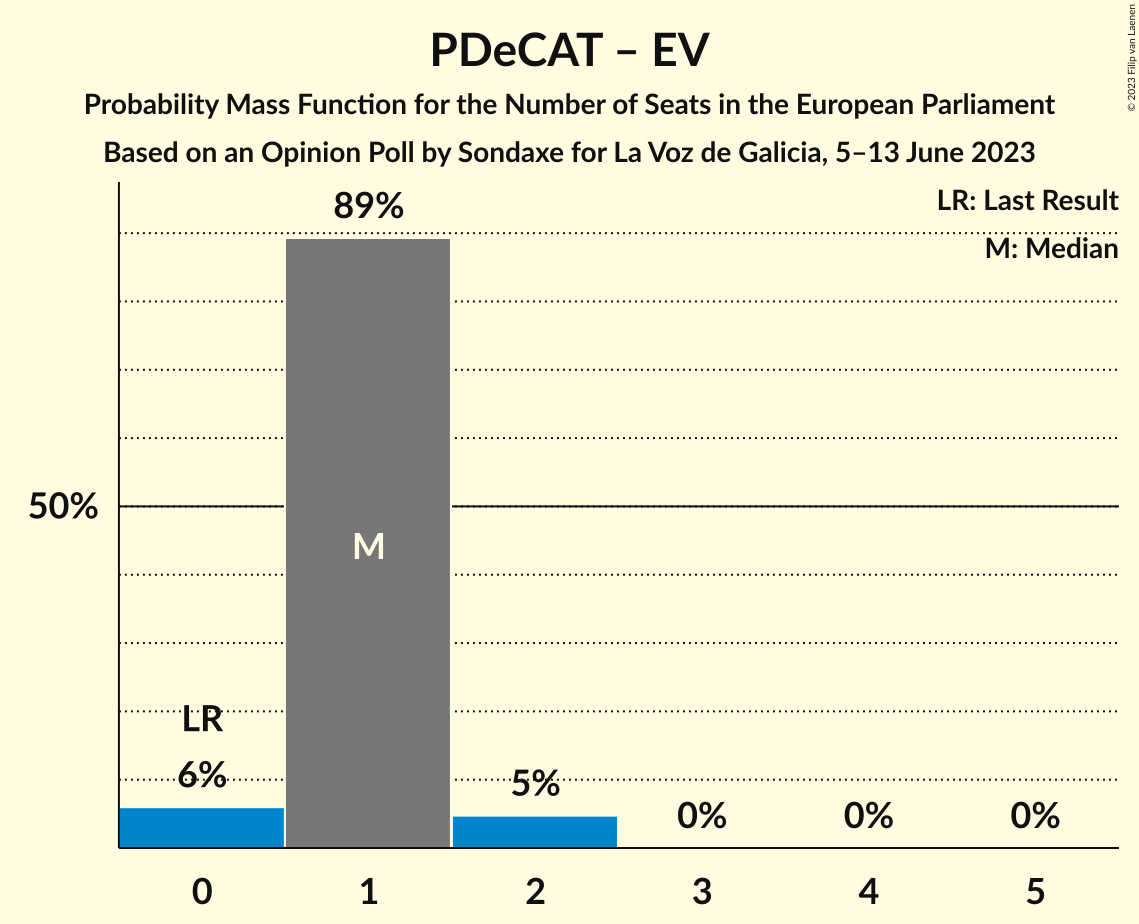 PDeCAT – EV
Probability Mass Function for the Number of Seats in the European Parliament
Based on an Opinion Poll by Sondaxe for La Voz de Galicia, 5–13 June 2023
© 2023 Filip van Laenen
LR: Last Result
M: Median
89%
50%
M
LR
6%
5%
0%
0%
0%
0
1
2
3
4
5